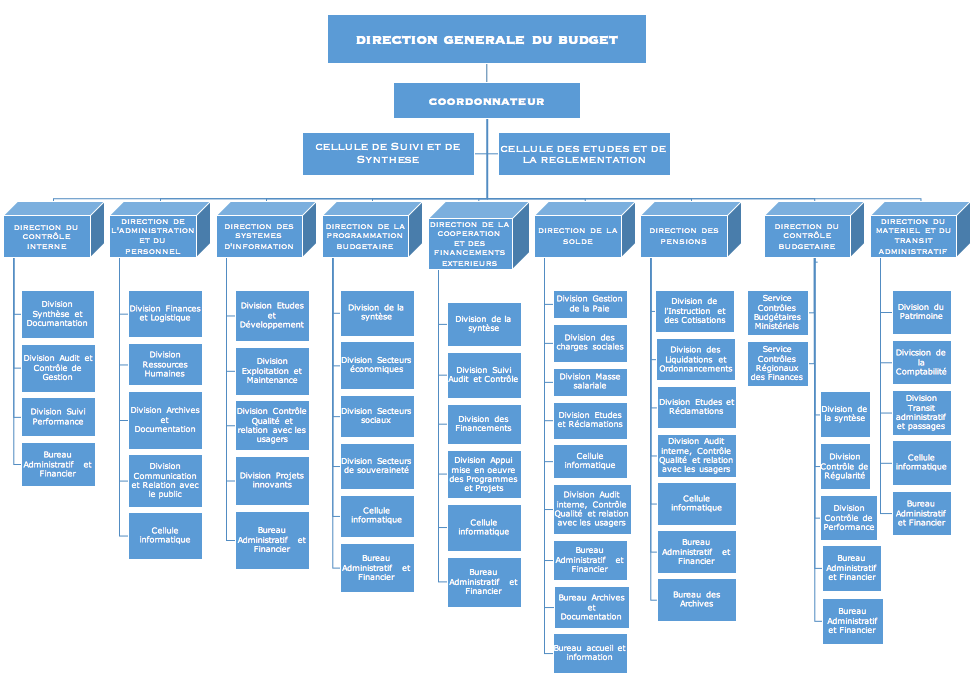 DIRECTION GENERALE DU BUDGET
COORDONNATEUR
CELLULE DE SUIVI ET DE
SYNTHESE
CELLULE DES ETUDES ET DE
LA REGLEMENTATION
DIRECTION DU
CONTRÔLE
INTERNE
DIRECTION DE
L'ADMINISTRATION
ET DU
PERSONNEL
DIRECTION DES
SYSTEMES
D'INFORMATION
DIRECTION DE LA
PROGRAMMATION
BUDGETAIRE
DIRECTION DE LA
COOPERATION
ET DES
FINANCEMENTS
EXTERIEURS
DIRECTION DE LA
SOLDE
DIRECTION DES
PENSIONS
DIRECTION DU
CONTRÔLE
BUDGETAIRE
DIRECTION DU
MATERIEL ET DU
TRANSIT
ADMINISTRATIF
Division
Synthèse et
Documantation
Division Audit et
Contrôle de
Gestion
Division Suivi
Performance
Bureau
Administratif et
Financier
Division Finances
et Logistique
Division
Ressources
Humaines
Division Archives
et
Documentation
Division
Communication
et Relation avec
le public
Cellule
informatique
Division Etudes
et
Développement
Division
Exploitation et
Maintenance
Division Contrôle
Qualité et
relation avec les
usagers
Division Projets
innovants
Bureau
Administratif et
Financier
Division de la
syntèse
Division Secteurs
économiques
Division Secteurs
sociaux
Division Secteurs
de souveraineté
Cellule
informatique
Bureau
Administratif et
Financier
Division de la
syntèse
Division Suivi
Audit et Contrôle
Division des
Financements
Division Appui
mise en oeuvre
des Programmes
et Projets
Cellule
informatique
Bureau
Administratif et
Financier
Division Gestion
de la Paie
Division des
charges sociales
Division Masse
salariale
Division Etudes
et Réclamations
Cellule
informatique
Division Audit
interne, Contrôle
Qualité et relation
avec les usagers
Bureau
Administratif et
Financier
Bureau Archives
et
Documentation
Bureau accueil et
information
Division de
l'Instruction et
des Cotisations
Division des
Liquidations et
Ordonnancements
Division Etudes et
Réclamations
Division Audit
interne, Contrôle
Qualité et relation
avec les usagers
Cellule
informatique
Bureau
Administratif et
Financier
Bureau des
Archives
Service
Contrôles
Budgétaires
Ministériels
Service
Contrôles
Régionaux
des Finances
Division de
la syntèse
Division
Contrôle de
Régularité
Division
Contrôle de
Performance
Bureau
Administratif
et Financier
Bureau
Administratif
et Financier
Division du
Patrimoine
Divicsion de
la
Comptabilité
Division
Transit
administratif
et passages
Cellule
informatique
Bureau
Administratif
et Financier